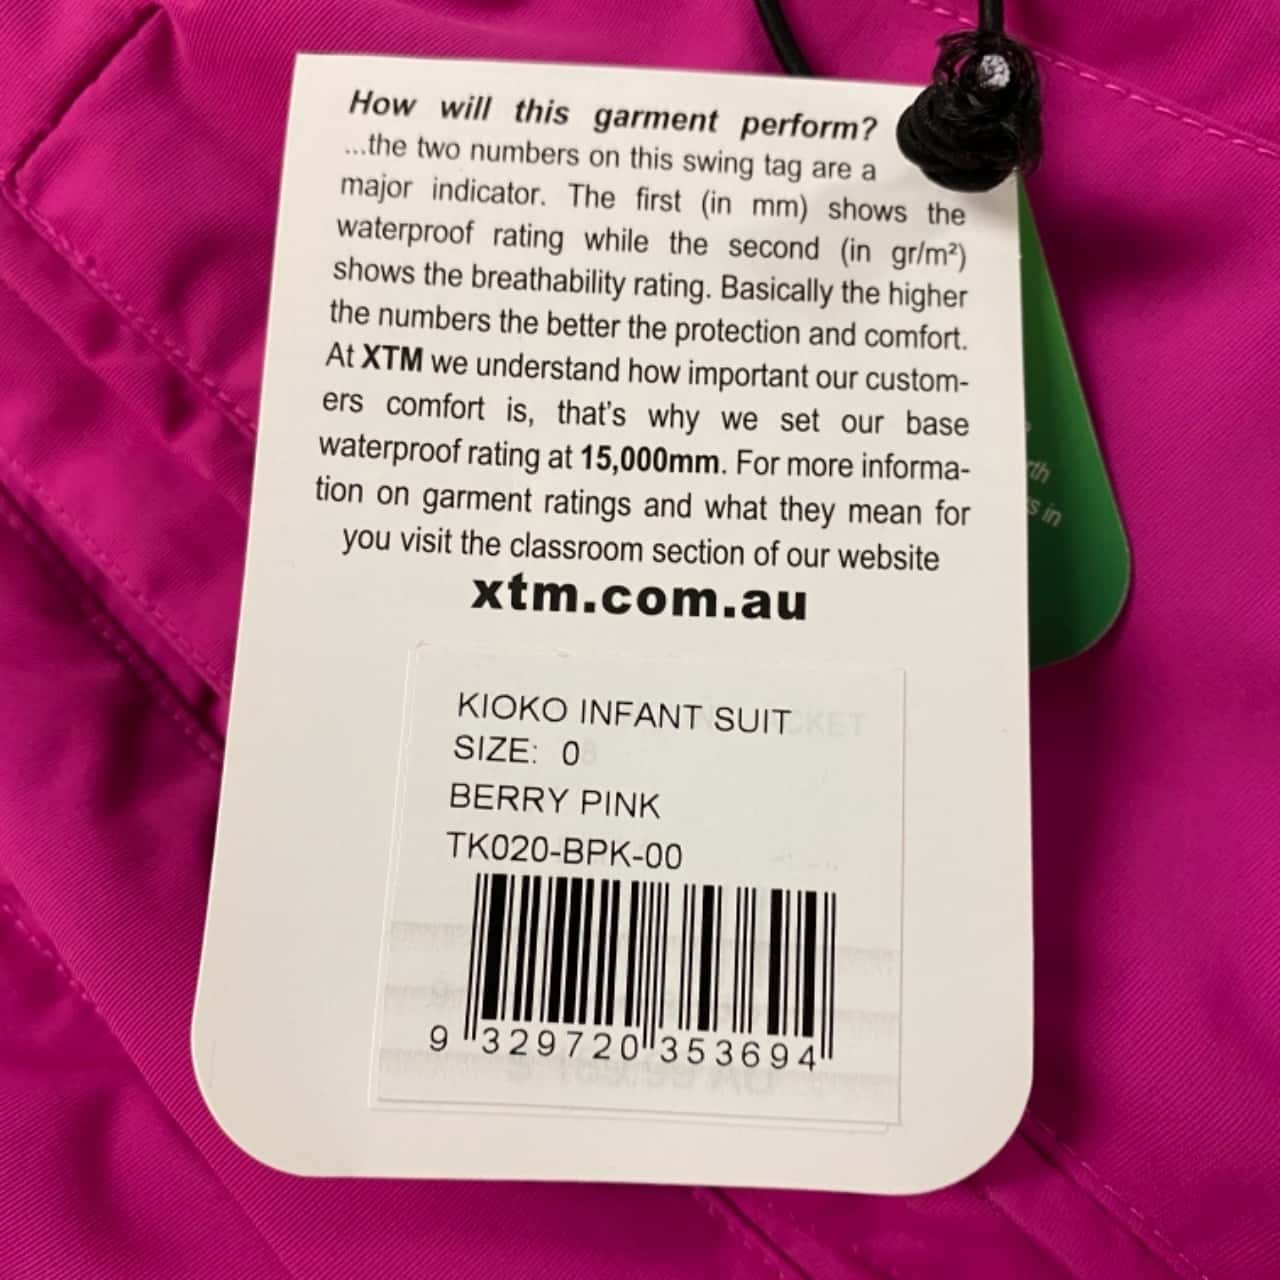 How will this garment perform?
...the two numbers on this swing tag are a
major indicator. The first (in mm) shows the
waterproof rating while the second (in gr/m²)
shows the breathability rating. Basically the higher
the numbers the better the protection and comfort.
At XTM we understand how important our custom-
ers comfort is, that's why we set our base
waterproof rating at 15,000mm. For more informa-
tion on garment ratings and what they mean for
you visit the classroom section of our website
xtm.com.au
KIOKO INFANT SUIT
SIZE: 0
BERRY PINK
TK020-BPK-00
9 329720 353694
s in